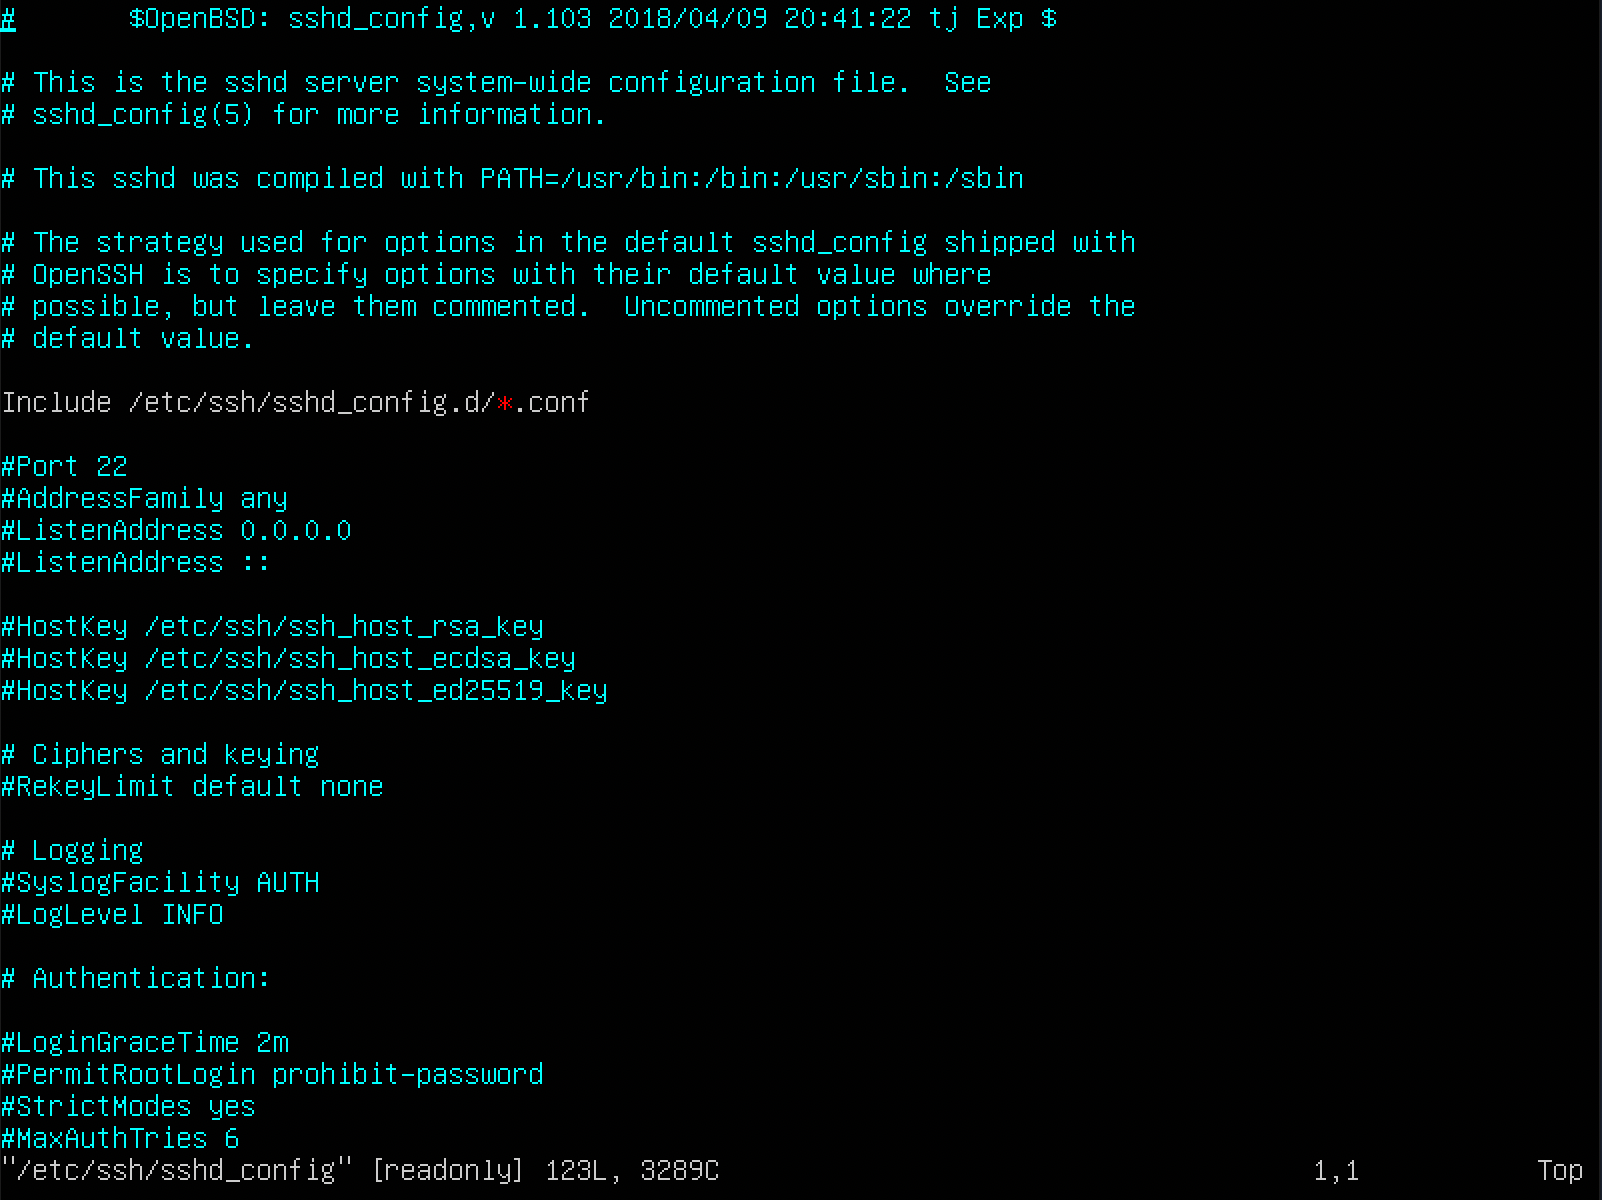 #       $OpenBSD: sshd_config,v 1.103 2018/04/09 20:41:22 tj Exp $
# This is the sshd server system-wide configuration file.  See
# sshd_config(5) for more information.
# This sshd was compiled with PATH=/usr/bin:/bin:/usr/sbin:/sbin
# The strategy used for options in the default sshd_config shipped with
# OpenSSH is to specify options with their default value where
# possible, but leave them commented.  Uncommented options override the
# default value.
Include /etc/ssh/sshd_config.d/*.conf
#Port 22
#AddressFamily any
#ListenAddress 0.0.0.0
#ListenAddress ::
#HostKey /etc/ssh/ssh_host_rsa_key
#HostKey /etc/ssh/ssh_host_ecdsa_key
#HostKey /etc/ssh/ssh_host_ed25519_key
# Ciphers and keying
#RekeyLimit default none
# Logging
#SyslogFacility AUTH
#LogLevel INFO
# Authentication:
#LoginGraceTime 2m
#PermitRootLogin prohibit-password
#StrictModes yes
#MaxAuthTries 6
"/etc/ssh/sshd_config" [readonly] 123L, 3289C 1,1 Top